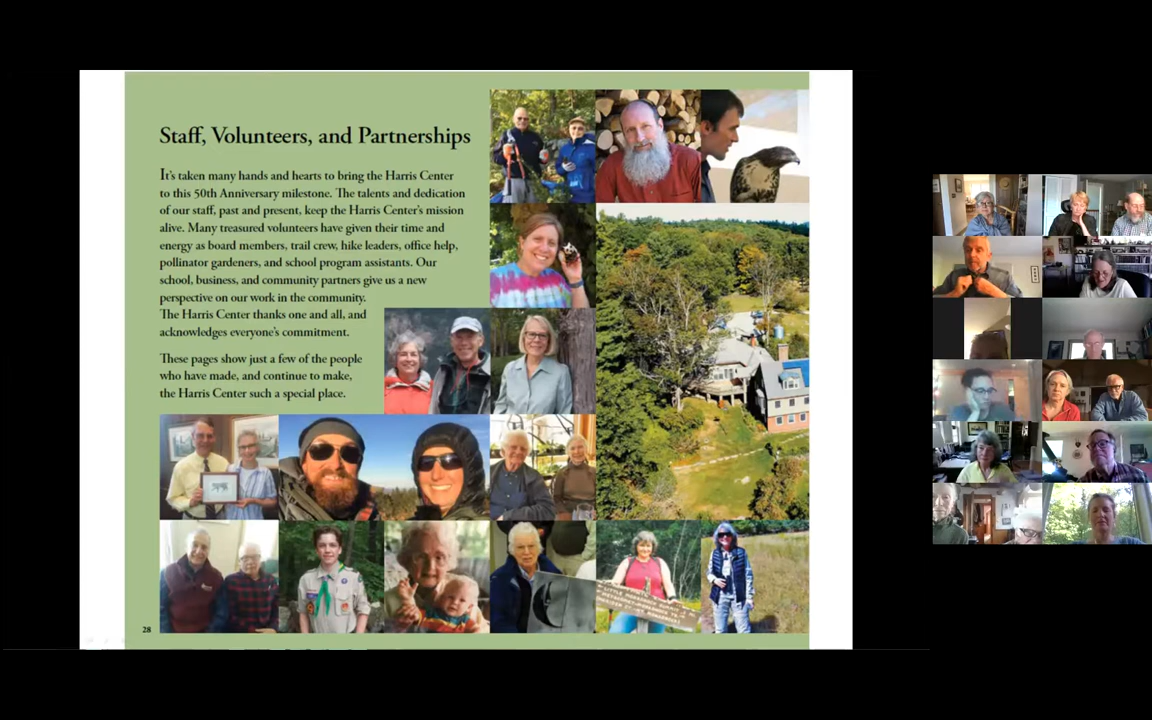 Staff, Volunteers, and Partnerships
It's taken many hands and hearts to bring the Harris Center
to this 50th Anniversary milestone. The talents and dedication
of our staff, past and present, keep the Harris Center's mission
alive. Many treasured volunteers have given their time and
energy as board members, trail crew, hike leaders, office help,
pollinator gardeners, and school program assistants. Our
school, business, and community partners give us a new
perspective on our work in the community.
The Harris Center thanks one and all, and
acknowledges everyone's commitment.
These pages show just a few of the people
who have made, and continue to make,
the Harris Center such a special place.
28